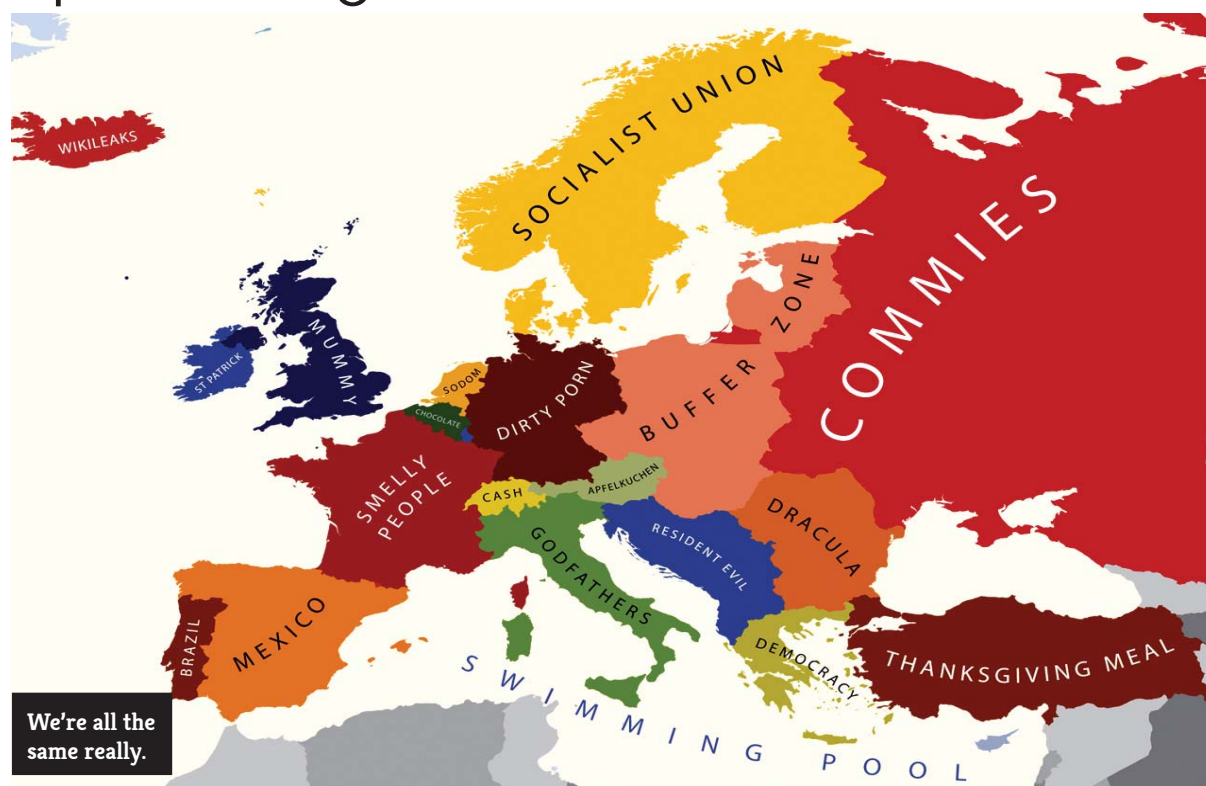 WIKILEAKS
SOCIALIST UNION
COMMIES
ZONE
BUFFER
MUMMY
ST PATRICK
SODOM
CHOCOLATE
DIRTY PORN
SMELLY
PEOPLE
CASH
APFELKUCHEN
GODFATHERS
RESIDENT EVIL
DRACULA
BRAZIL
MEXICO
DEMOCRACY
THANKSGIVING MEAL
SWIMMING POOL
We're all the
same really.